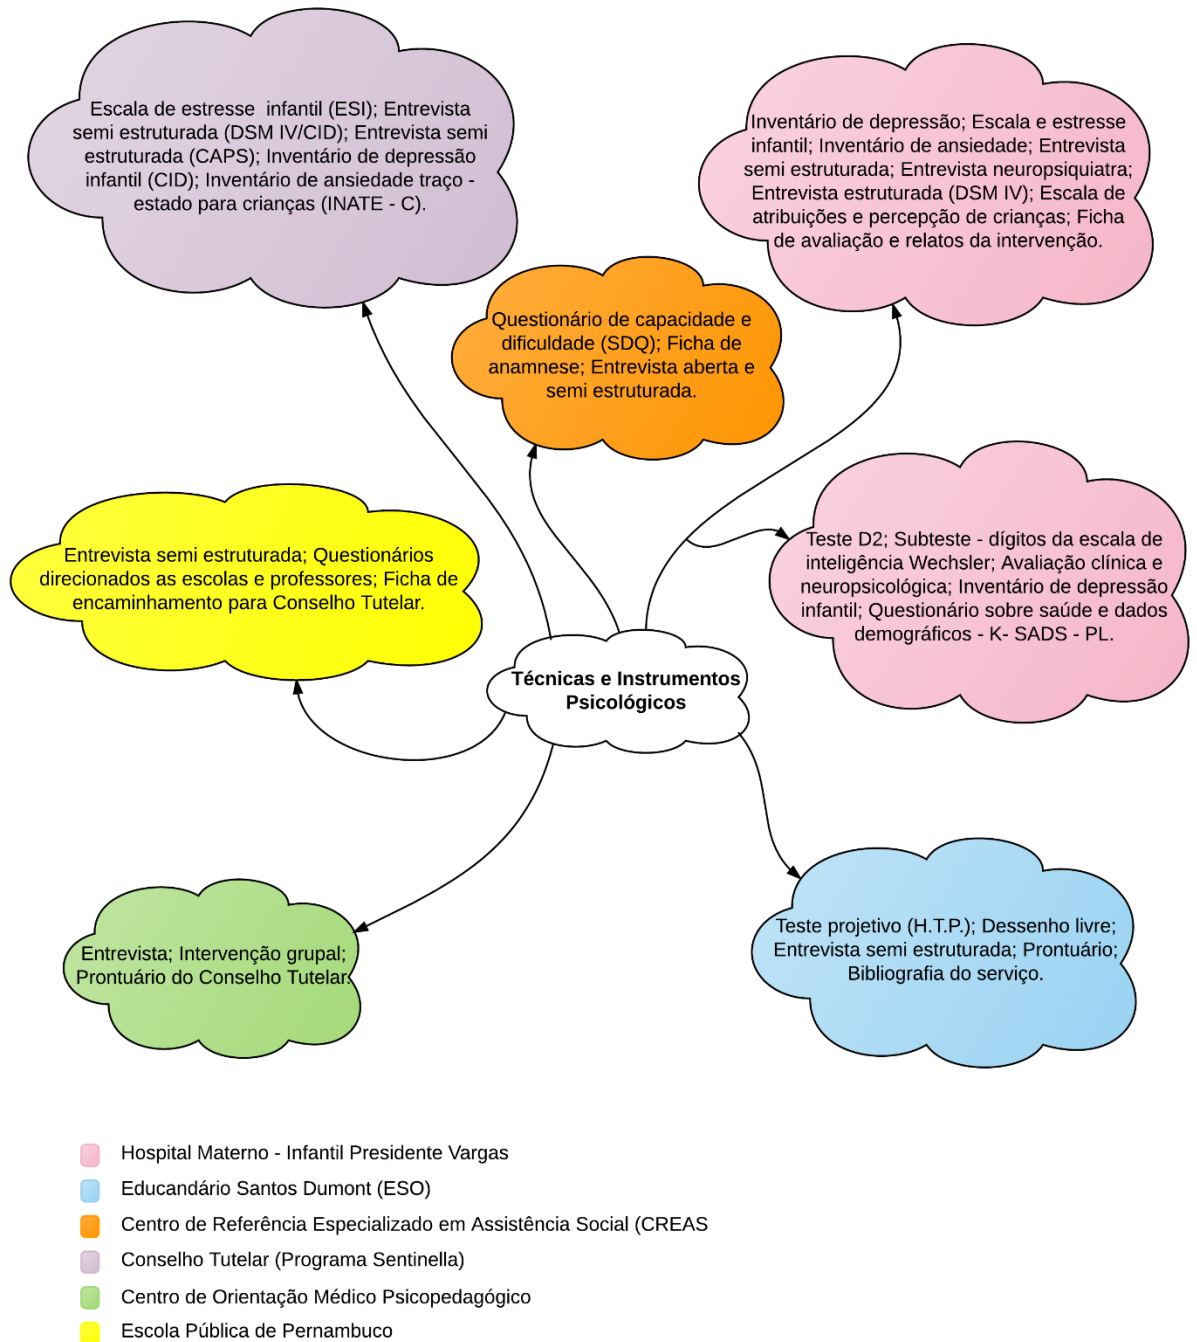 Escala de estresse infantil (ESI); Entrevista
semi estruturada (DSM IV/CID); Entrevista semi
estruturada (CAPS); Inventário de depressão
infantil (CID); Inventário de ansiedade traço -
estado para crianças (INATE - C).
Inventário de depressão; Escala e estresse
infantil; Inventário de ansiedade; Entrevista
semi estruturada; Entrevista neuropsiquiatra;
Entrevista estruturada (DSM IV); Escala de
atribuições e percepção de crianças; Ficha
de avaliação e relatos da intervenção.
Questionário de capacidade e
dificuldade (SDQ); Ficha de
anamnese; Entrevista aberta e
semi estruturada.
Entrevista semi estruturada; Questionários
direcionados as escolas e professores; Ficha de
encaminhamento para Conselho Tutelar.
Teste D2; Subteste - dígitos da escala de
inteligência Wechsler; Avaliação clínica e
neuropsicológica; Inventário de depressão
infantil; Questionário sobre saúde e dados
demográficos - K- SADS - PL.
Técnicas e Instrumentos
Psicológicos
Entrevista; Intervenção grupal;
Prontuário do Conselho Tutelar.
Teste projetivo (H.T.P.); Dessenho livre;
Entrevista semi estruturada; Prontuário;
Bibliografia do serviço.
Hospital Materno - Infantil Presidente Vargas
Educandário Santos Dumont (ESO)
Centro de Referência Especializado em Assistência Social (CREAS
Conselho Tutelar (Programa Sentinella)
Centro de Orientação Médico Psicopedagógico
Escola Pública de Pernambuco